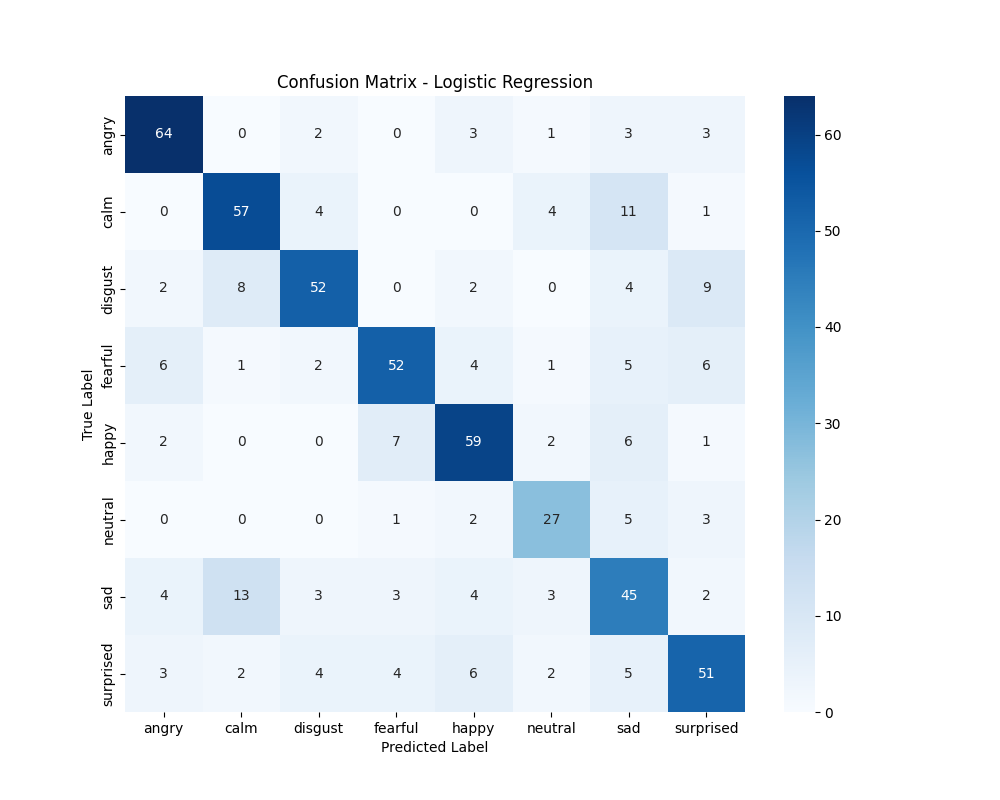 Confusion Matrix - Logistic Regression
True Label
angry 64 0 2 0 3 1 3 3
calm 0 57 4 0 0 4 11 1
disgust 2 8 52 0 2 0 4 9
fearful 6 1 2 52 4 1 5 6
happy 2 0 0 7 59 2 6 1
neutral 0 0 0 1 2 27 5 3
sad 4 13 3 3 4 3 45 2
surprised 3 2 4 4 6 2 5 51
angry calm disgust fearful happy neutral sad surprised
Predicted Label
60
50
40
30
20
10
0